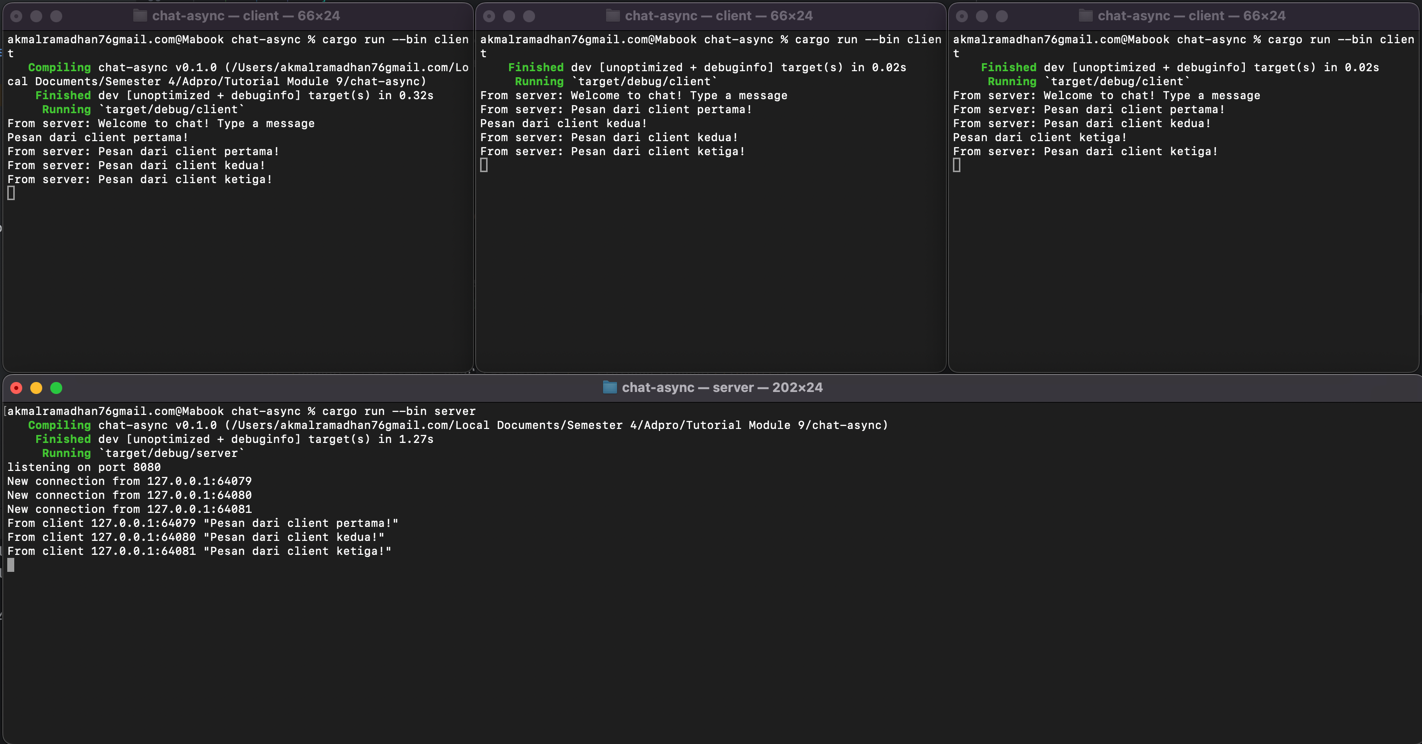 chat-async — client — 66×24
akmalramadhan76gmail.com@Mabook chat-async % cargo run --bin clien
t
Compiling chat-async v0.1.0 (/Users/akmalramadhan76gmail.com/Lo
cal Documents/Semester 4/Adpro/Tutorial Module 9/chat-async)
Finished dev [unoptimized + debuginfo] target(s) in 0.32s
Running `target/debug/client`
From server: Welcome to chat! Type a message
Pesan dari client pertama!
From server: Pesan dari client pertama!
From server: Pesan dari client kedua!
From server: Pesan dari client ketiga!
chat-async — client — 66×24
akmalramadhan76gmail.com@Mabook chat-async % cargo run --bin clien
t
Finished dev [unoptimized + debuginfo] target(s) in 0.02s
Running `target/debug/client`
From server: Welcome to chat! Type a message
From server: Pesan dari client pertama!
Pesan dari client kedua!
From server: Pesan dari client kedua!
From server: Pesan dari client ketiga!
chat-async — client — 66×24
akmalramadhan76gmail.com@Mabook chat-async % cargo run --bin clien
t
Finished dev [unoptimized + debuginfo] target(s) in 0.02s
Running `target/debug/client`
From server: Welcome to chat! Type a message
From server: Pesan dari client pertama!
From server: Pesan dari client kedua!
Pesan dari client ketiga!
From server: Pesan dari client ketiga!
chat-async — server — 202×24
[akmalramadhan76gmail.com@Mabook chat-async % cargo run --bin server
Compiling chat-async v0.1.0 (/Users/akmalramadhan76gmail.com/Local Documents/Semester 4/Adpro/Tutorial Module 9/chat-async)
Finished dev [unoptimized + debuginfo] target(s) in 1.27s
Running `target/debug/server`
listening on port 8080
New connection from 127.0.0.1:64079
New connection from 127.0.0.1:64080
New connection from 127.0.0.1:64081
From client 127.0.0.1:64079 "Pesan dari client pertama!"
From client 127.0.0.1:64080 "Pesan dari client kedua!"
From client 127.0.0.1:64081 "Pesan dari client ketiga!"